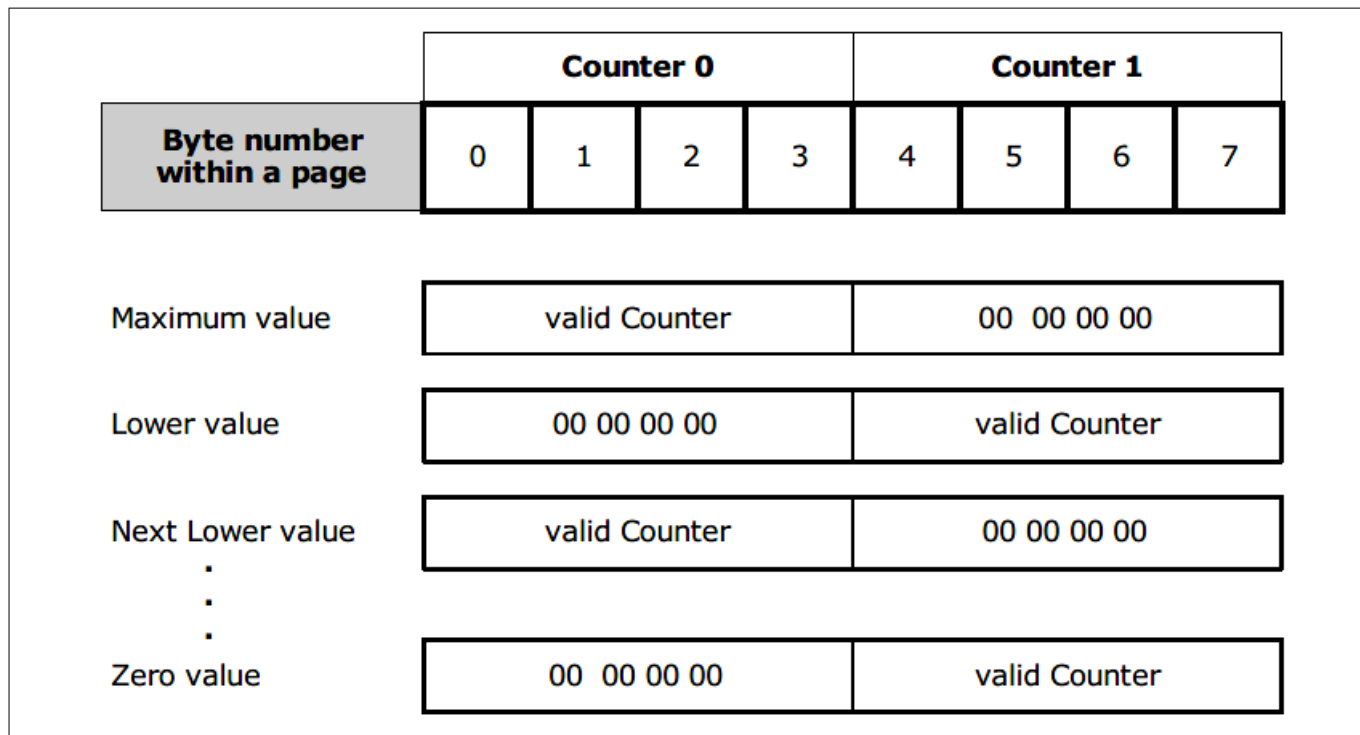 Counter 0 Counter 1
Byte number
within a page
0 1 2 3 4 5 6 7
Maximum value valid Counter 00 00 00 00
Lower value 00 00 00 00 valid Counter
Next Lower value valid Counter 00 00 00 00
.
.
.
Zero value 00 00 00 00 valid Counter